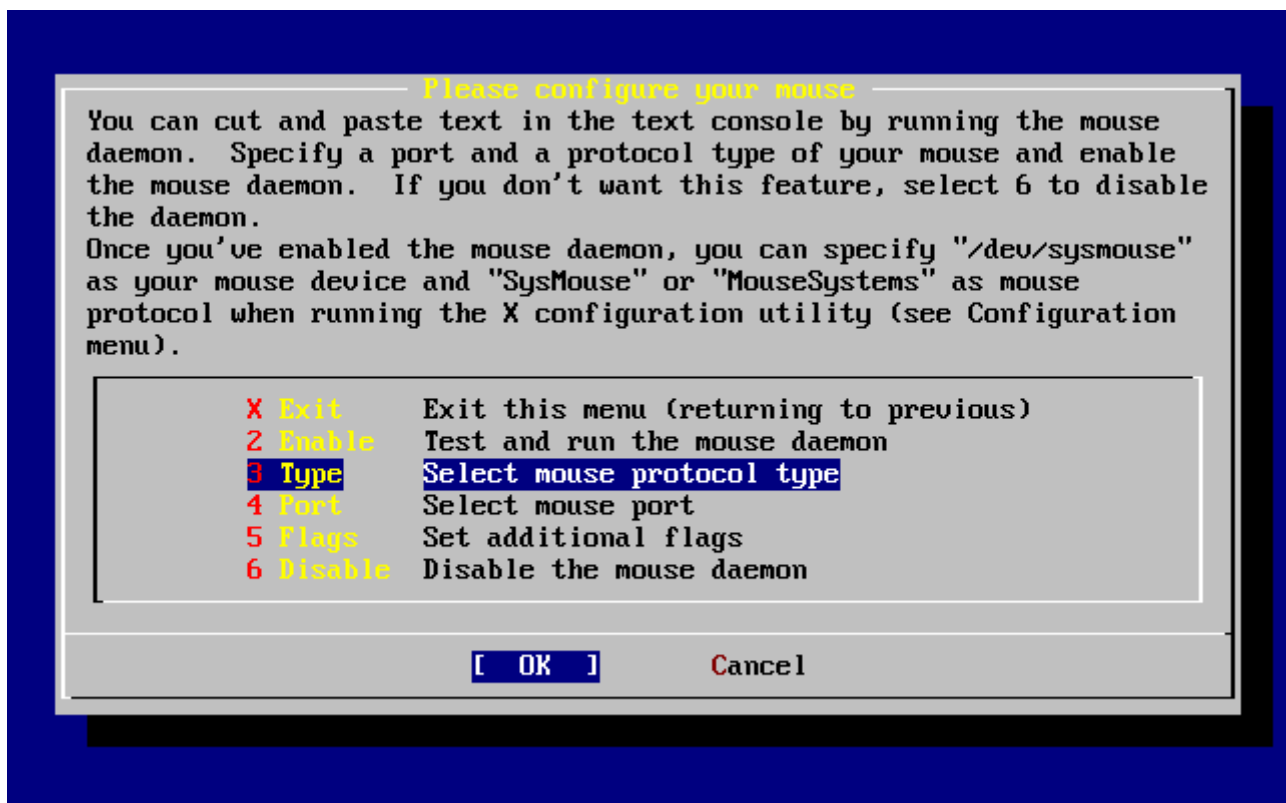 Please configure your mouse
You can cut and paste text in the text console by running the mouse
daemon.  Specify a port and a protocol type of your mouse and enable
the mouse daemon.  If you don't want this feature, select 6 to disable
the daemon.
Once you've enabled the mouse daemon, you can specify "/dev/sysmouse"
as your mouse device and "SysMouse" or "MouseSystems" as mouse
protocol when running the X configuration utility (see Configuration
menu).
X Exit     Exit this menu (returning to previous)
2 Enable   Test and run the mouse daemon
3 Type     Select mouse protocol type
4 Port     Select mouse port
5 Flags    Set additional flags
6 Disable  Disable the mouse daemon
[  OK  ]       Cancel